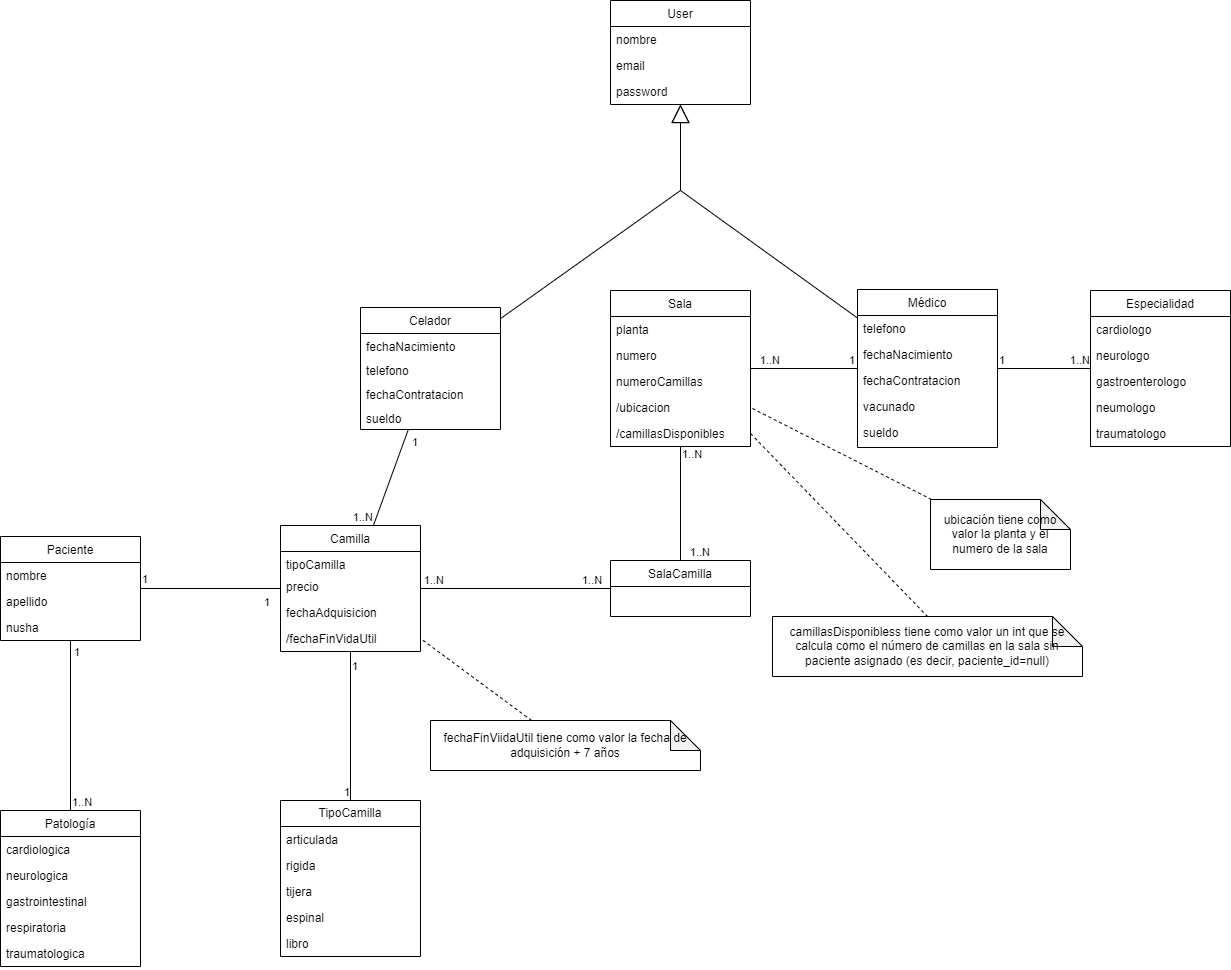 User
nombre
email
password
Celador
fechaNacimiento
telefono
fechaContratacion
sueldo
1
1..N
Sala
planta
numero
numeroCamillas
/ubicacion
/camillasDisponibles
1..N
1
1..N
1..N
Médico
telefono
fechaNacimiento
fechaContratacion
vacunado
sueldo
1
1..N
Especialidad
cardiologo
neurologo
gastroenterologo
neumologo
traumatologo
ubicación tiene como
valor la planta y el
numero de la sala
camillasDisponibless tiene como valor un int que se
calcula como el número de camillas en la sala sin
paciente asignado (es decir, paciente_id=null)
Paciente
nombre
apellido
nusha
1
1
1
1..N
Camilla
tipoCamilla
precio
fechaAdquisicion
/fechaFinVidaUtil
1..N
1..N
1
1
SalaCamilla
fechaFinViidaUtil tiene como valor la fecha de
adquisición + 7 años
Patología
cardiologica
neurologica
gastrointestinal
respiratoria
traumatologica
TipoCamilla
articulada
rigida
tijera
espinal
libro